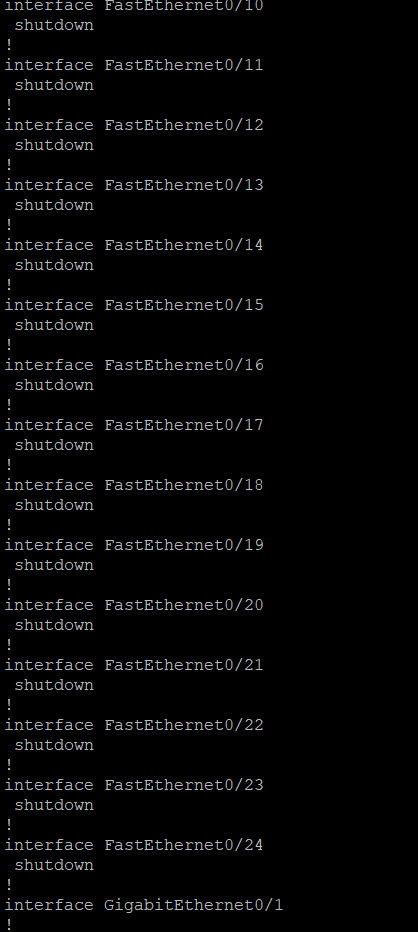 interface FastEthernet0/10
shutdown
!
interface FastEthernet0/11
shutdown
!
interface FastEthernet0/12
shutdown
!
interface FastEthernet0/13
shutdown
!
interface FastEthernet0/14
shutdown
!
interface FastEthernet0/15
shutdown
!
interface FastEthernet0/16
shutdown
!
interface FastEthernet0/17
shutdown
!
interface FastEthernet0/18
shutdown
!
interface FastEthernet0/19
shutdown
!
interface FastEthernet0/20
shutdown
!
interface FastEthernet0/21
shutdown
!
interface FastEthernet0/22
shutdown
!
interface FastEthernet0/23
shutdown
!
interface FastEthernet0/24
shutdown
!
interface GigabitEthernet0/1
!